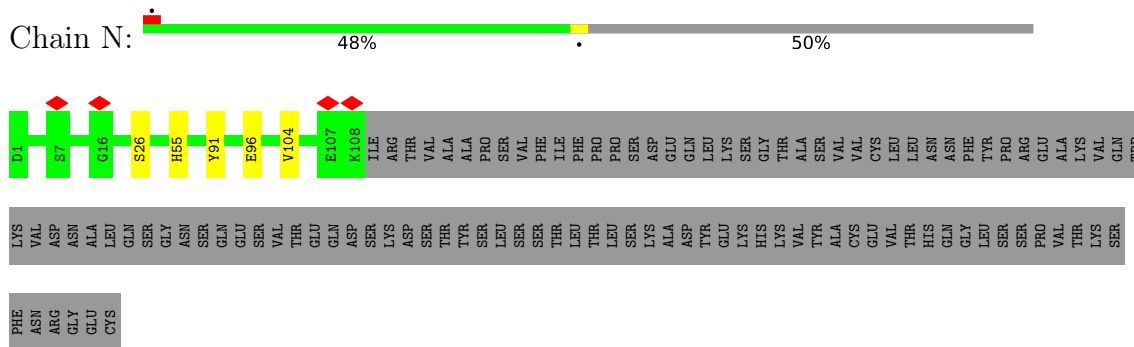 Chain N:
•
48%
•
50%
D1 S7 G16 S26 H55 Y91 E96 V104 E107 K108 ILE ARG THR VAL ALA ALA PRO SER VAL PHE ILE PHE PRO PRO SER ASP GLU GLN LEU LYS SER GLY THR ALA SER VAL VAL CYS LEU LEU ASN ASN PHE TYR PRO ARG GLU ALA LYS VAL GLN
LYS VAL ASP ASN ALA LEU GLN SER GLY ASN SER GLN GLU SER VAL THR GLU GLN ASP SER LYS ASP SER THR TYR SER LEU SER SER THR LEU THR LEU SER LYS ALA ASP TYR GLU LYS HIS LYS VAL TYR ALA CYS GLU VAL THR HIS GLN GLY LEU SER SER PRO VAL THR LYS SER
PHE ASN ARG GLY GLU CYS